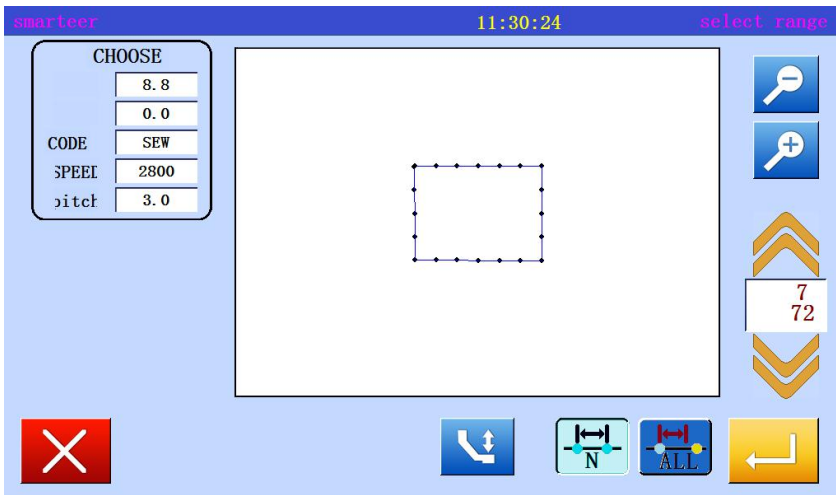 smarteer 11:30:24 select range
CHOOSE
8.8
0.0
CODE SEW
SPEED 2800
pitch 3.0
7
72
N
ALL